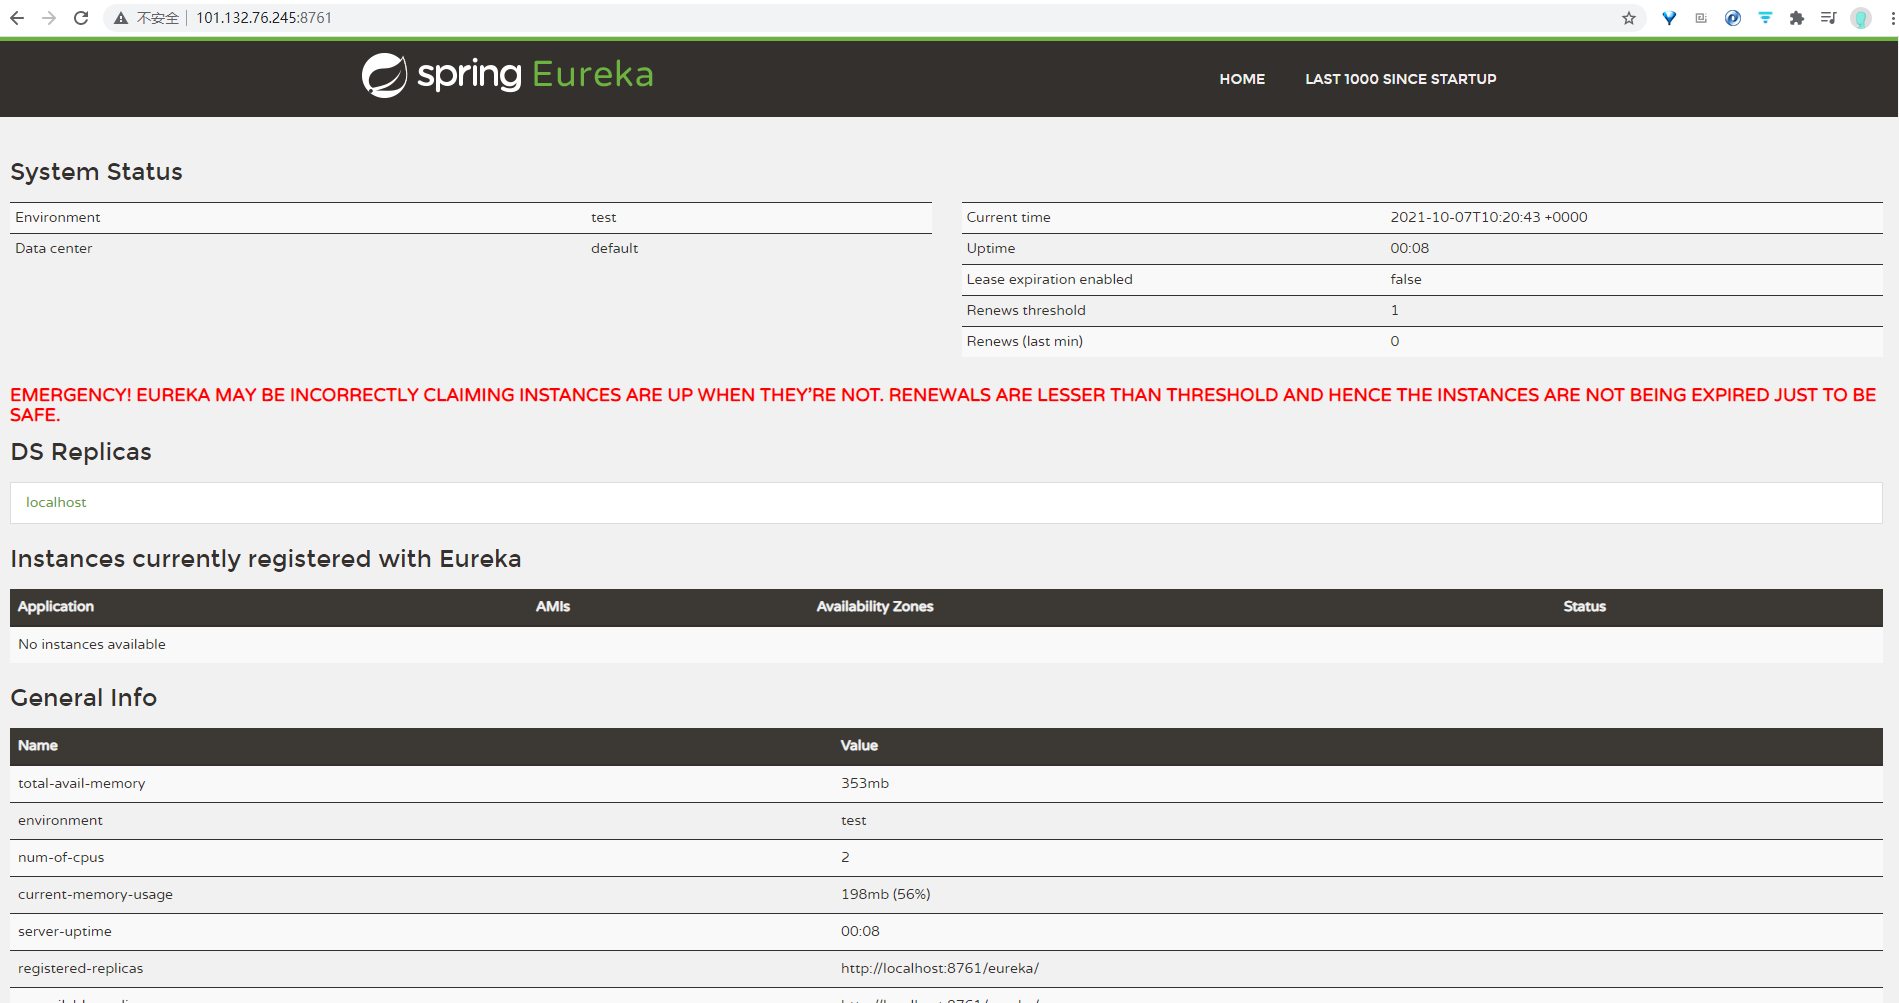 不安全 101.132.76.245:8761
spring Eureka
HOME LAST 1000 SINCE STARTUP
System Status
Environment test
Data center default
Current time 2021-10-07T10:20:43 +0000
Uptime 00:08
Lease expiration enabled false
Renews threshold 1
Renews (last min) 0
EMERGENCY! EUREKA MAY BE INCORRECTLY CLAIMING INSTANCES ARE UP WHEN THEY'RE NOT. RENEWALS ARE LESSER THAN THRESHOLD AND HENCE THE INSTANCES ARE NOT BEING EXPIRED JUST TO BE
SAFE.
DS Replicas
localhost
Instances currently registered with Eureka
Application AMIs Availability Zones Status
No instances available
General Info
Name Value
total-avail-memory 353mb
environment test
num-of-cpus 2
current-memory-usage 198mb (56%)
server-uptime 00:08
registered-replicas http://localhost:8761/eureka/